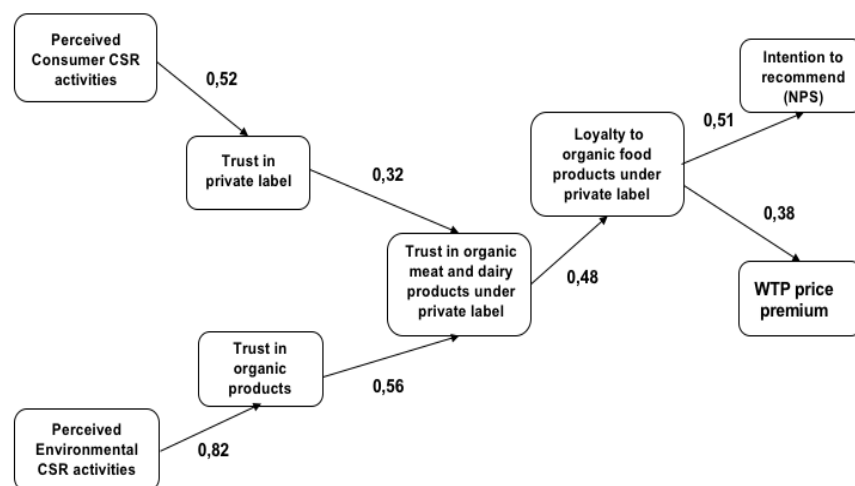 Perceived
Consumer CSR
activities
0,52
Trust in
private label
0,32
Trust in organic
meat and dairy
products under
private label
Trust in
organic
products
0,56
Perceived
Environmental
CSR activities
0,82
0,48
Loyalty to
organic food
products under
private label
0,51
Intention to
recommend
(NPS)
0,38
WTP price
premium